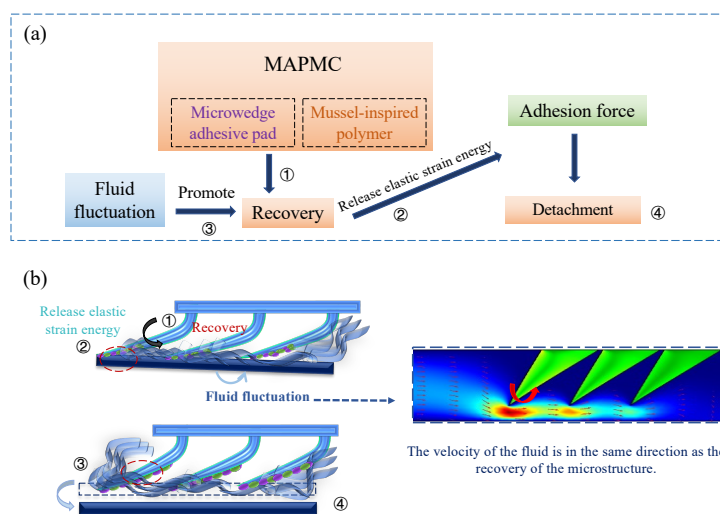 (a)
MAPMC
Microwedge
adhesive pad
Mussel-inspired
polymer
Adhesion force
①
Release elastic strain energy
Fluid
fluctuation
Promote
Recovery
②
Detachment
④
③
(b)
Release elastic
strain energy
①
Recovery
②
Fluid fluctuation
③
④
The velocity of the fluid is in the same direction as the
recovery of the microstructure.